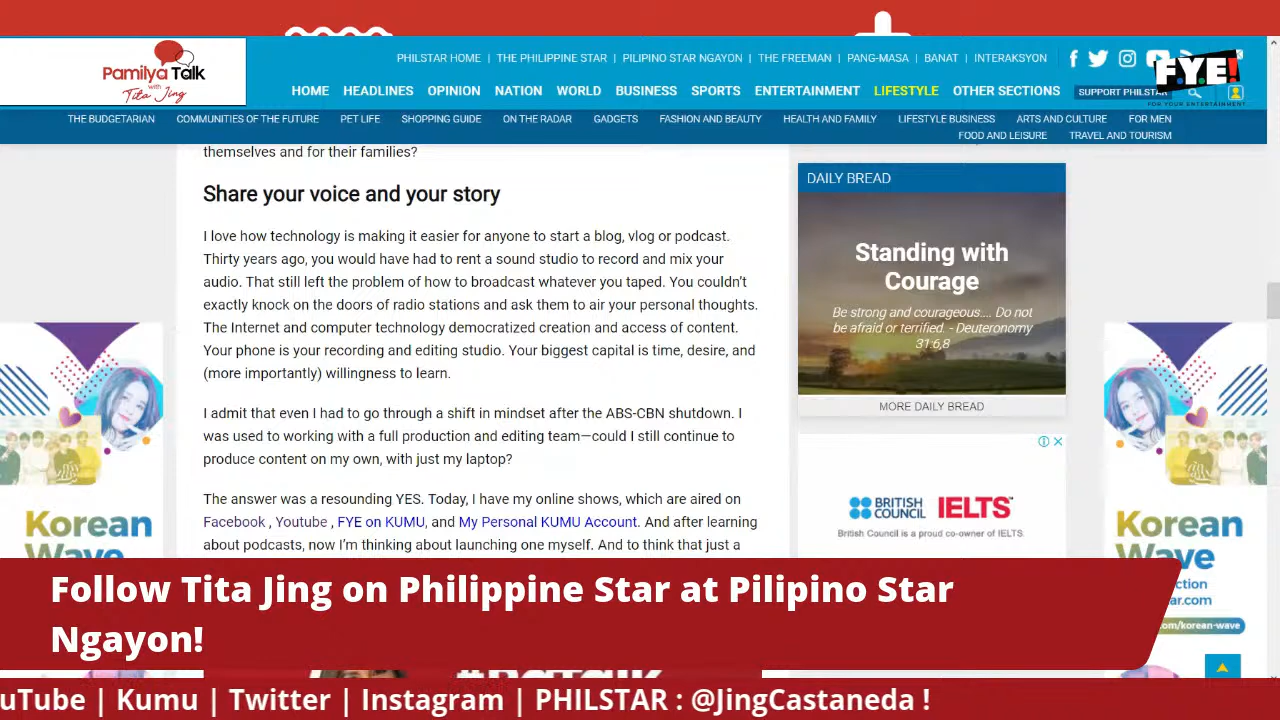 Pamilya Talk
with
Tita Jing
PHILSTAR HOME | THE PHILIPPINE STAR | PILIPINO STAR NGAYON | THE FREEMAN | PANG-MASA | BANAT | INTERAKSYON
F.Y.E!
FOR YOUR ENTERTAINMENT
HOME HEADLINES OPINION NATION WORLD BUSINESS SPORTS ENTERTAINMENT LIFESTYLE OTHER SECTIONS SUPPORT PHILSTAR
THE BUDGETARIAN COMMUNITIES OF THE FUTURE PET LIFE SHOPPING GUIDE ON THE RADAR GADGETS FASHION AND BEAUTY HEALTH AND FAMILY LIFESTYLE BUSINESS ARTS AND CULTURE FOR MEN
FOOD AND LEISURE TRAVEL AND TOURISM
themselves and for their families?
Share your voice and your story
I love how technology is making it easier for anyone to start a blog, vlog or podcast.
Thirty years ago, you would have had to rent a sound studio to record and mix your
audio. That still left the problem of how to broadcast whatever you taped. You couldn't
exactly knock on the doors of radio stations and ask them to air your personal thoughts.
The Internet and computer technology democratized creation and access of content.
Your phone is your recording and editing studio. Your biggest capital is time, desire, and
(more importantly) willingness to learn.
I admit that even I had to go through a shift in mindset after the ABS-CBN shutdown. I
was used to working with a full production and editing team—could I still continue to
produce content on my own, with just my laptop?
The answer was a resounding YES. Today, I have my online shows, which are aired on
Facebook , Youtube , FYE on KUMU, and My Personal KUMU Account. And after learning
about podcasts, now I'm thinking about launching one myself. And to think that just a
DAILY BREAD
Standing with
Courage
Be strong and courageous.... Do not
be afraid or terrified. - Deuteronomy
31:6,8
MORE DAILY BREAD
BRITISH
COUNCIL
IELTS™
British Council is a proud co-owner of IELTS.
Korean
Wave
Korean
Wave
ction
ar.com/
com/korean-wave
Follow Tita Jing on Philippine Star at Pilipino Star
Ngayon!
uTube | Kumu | Twitter | Instagram | PHILSTAR : @JingCastaneda !